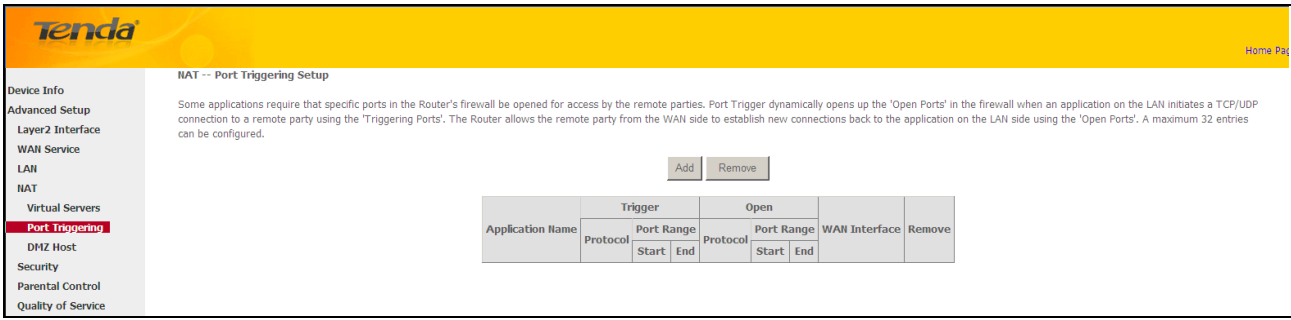 Tenda
Home Pag
Device Info
Advanced Setup
Layer2 Interface
WAN Service
LAN
NAT
Virtual Servers
Port Triggering
DMZ Host
Security
Parental Control
Quality of Service
NAT -- Port Triggering Setup
Some applications require that specific ports in the Router's firewall be opened for access by the remote parties. Port Trigger dynamically opens up the 'Open Ports' in the firewall when an application on the LAN initiates a TCP/UDP
connection to a remote party using the 'Triggering Ports'. The Router allows the remote party from the WAN side to establish new connections back to the application on the LAN side using the 'Open Ports'. A maximum 32 entries
can be configured.
Add Remove
Trigger Open
Application Name Protocol Port Range Protocol Port Range WAN Interface Remove
Start End Start End